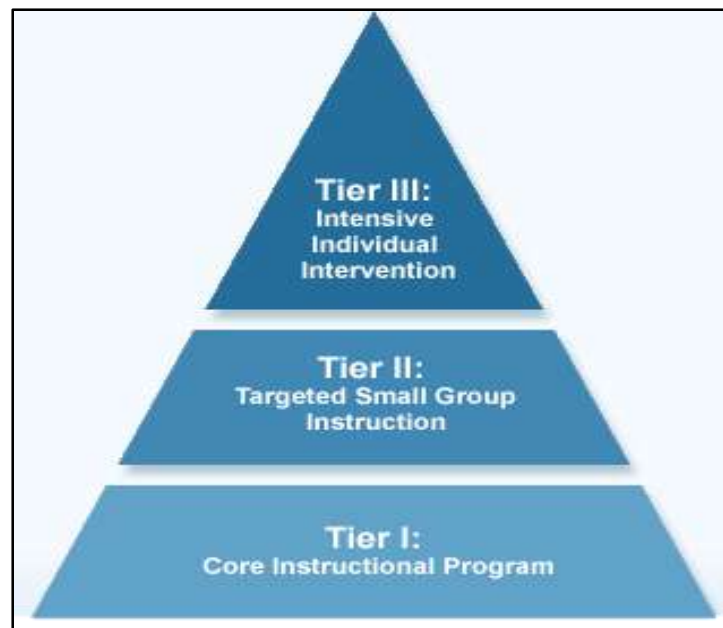 Tier III:
Intensive
Individual
Intervention
Tier II:
Targeted Small Group
Instruction
Tier I:
Core Instructional Program